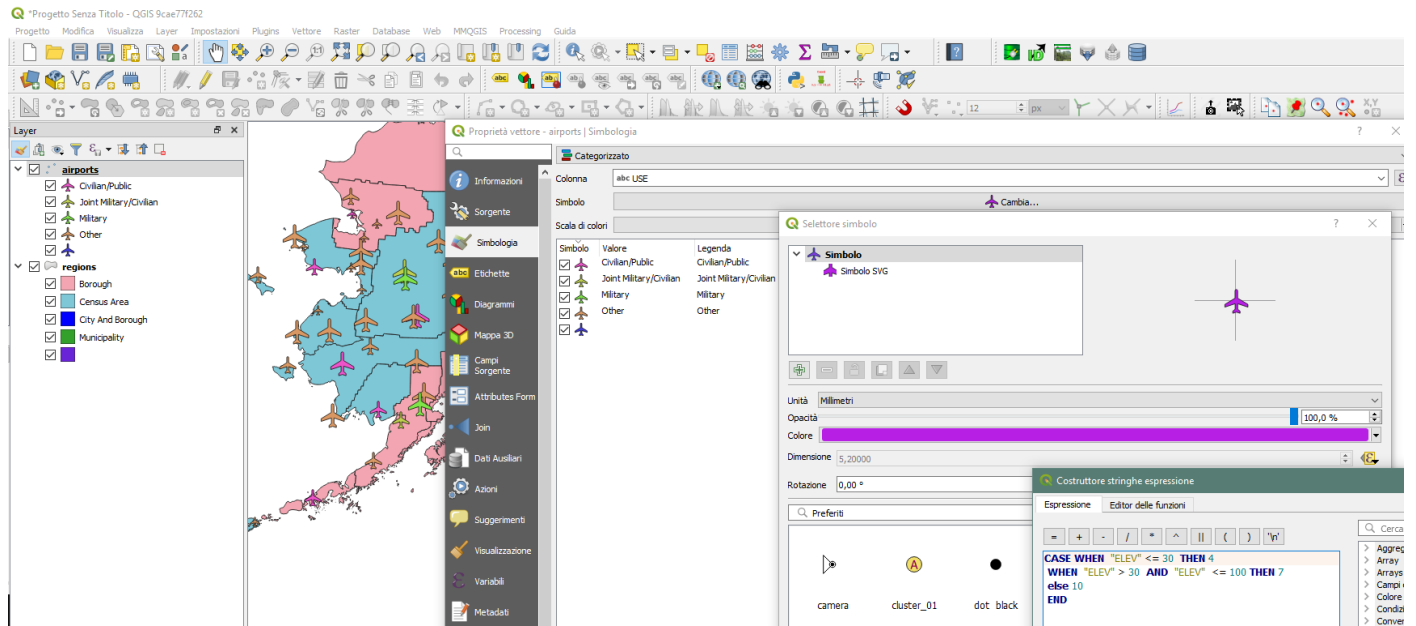 *Progetto Senza Titolo - QGIS 9cae77f262
Progetto Modifica Visualizza Layer Impostazioni Plugins Vettore Raster Database Web MMQGIS Processing Guida
12 px
Layer
airports
Civilian/Public
Joint Military/Civilian
Military
Other
regions
Borough
Census Area
City And Borough
Municipality
Proprietà vettore - airports | Simbologia
Informazioni
Sorgente
Simbologia
Etichette
Diagrammi
Mappa 3D
Campi
Sorgente
Attributes Form
Join
Dati Ausiliari
Azioni
Suggerimenti
Visualizzazione
Variabili
Metadati
Categorizzato
Colonna abc USE
Simbolo Cambia...
Scala di colori
Simbolo Valore Legenda
Civilian/Public Civilian/Public
Joint Military/Civilian Joint Military/Civilian
Military Military
Other Other
Selettore simbolo
Simbolo
Simbolo SVG
Unità Millimetri
Opacità 100,0 %
Colore
Dimensione 5,20000
Rotazione 0,00 °
Preferiti
camera cluster_01 dot black
Costruttore stringhe espressione
Espressione Editor delle funzioni
= + - / * ^ || ( ) '\n'
CASE WHEN "ELEV" <= 30 THEN 4
WHEN "ELEV" > 30 AND "ELEV" <= 100 THEN 7
else 10
END
Cerca
Aggreg
Array
Arrays
Campi
Colore
Condizi
Conver